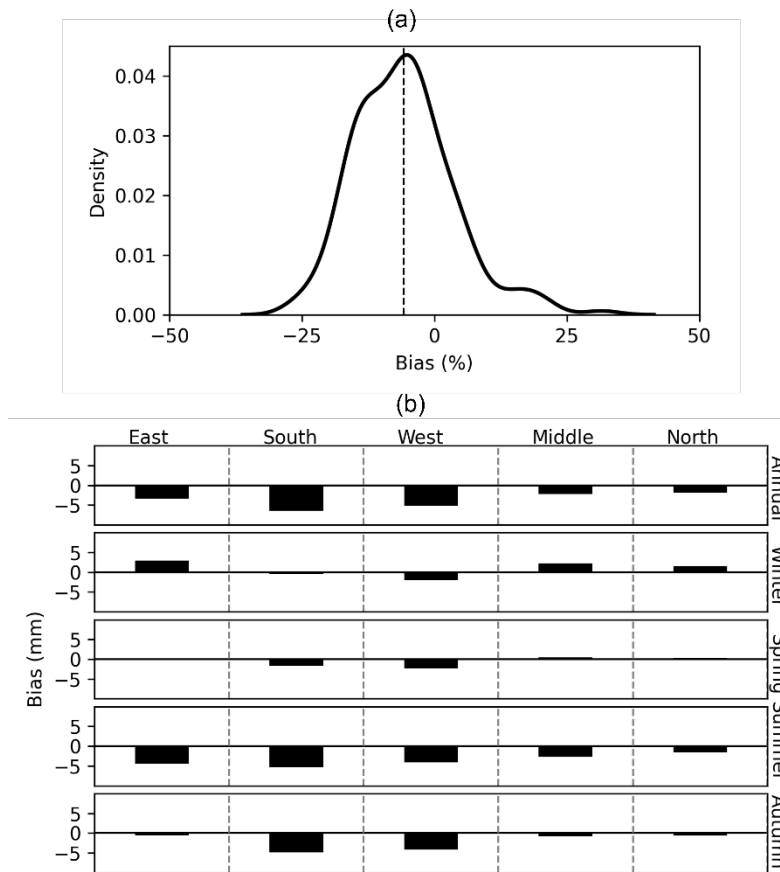 (a)
0.04
0.03
0.02
0.01
0.00
Density
−50 −25 0 25 50
Bias (%)
(b)
East South West Middle North
5
0
−5
Annual
5
0
−5
Winter
5
0
−5
Spring
5
0
−5
Summer
5
0
−5
Autumn
Bias (mm)